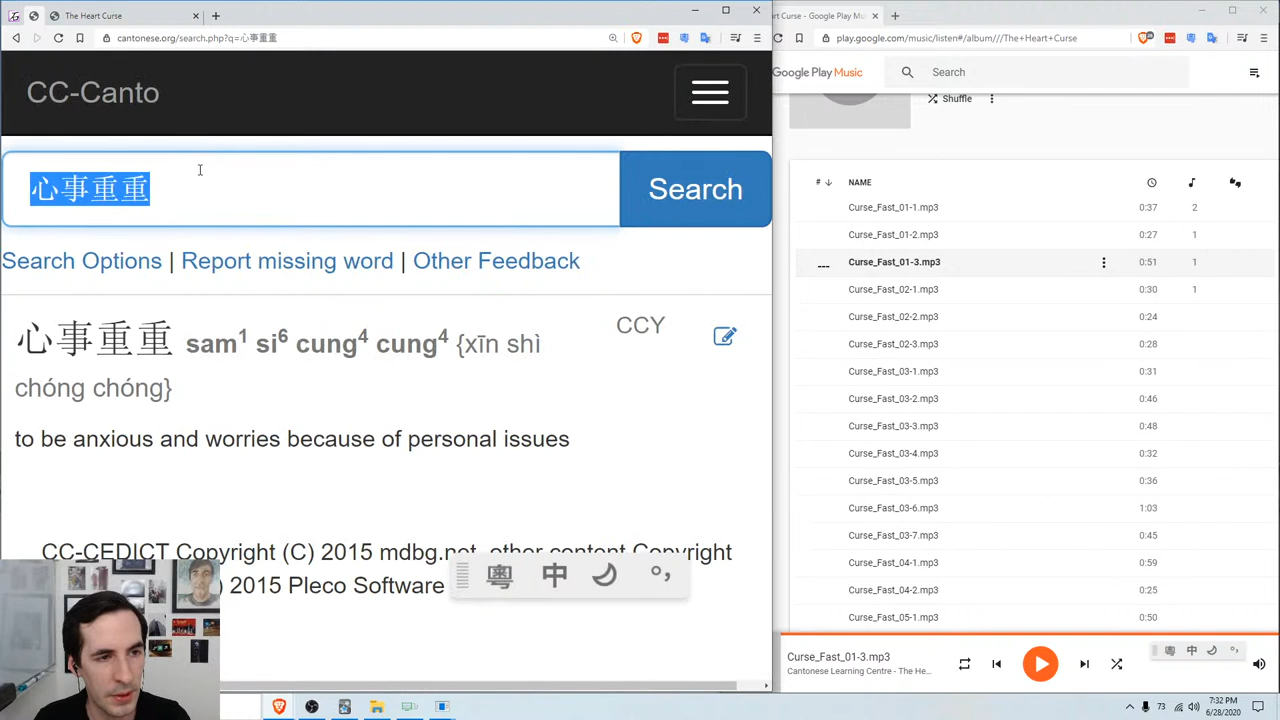 The Heart Curse
cantonese.org/search.php?q=心事重重
CC-Canto
心事重重
Search
Search Options | Report missing word | Other Feedback
心事重重 sam1 si6 cung4 cung4 {xīn shì
chóng chóng}
CCY
to be anxious and worries because of personal issues
CC-CEDICT Copyright (C) 2015 mdbg.net, other content Copyright
) 2015 Pleco Software
粵 中
rt Curse - Google Play Music
play.google.com/music/listen#/album///The+Heart+Curse
Google Play Music
Search
Shuffle
# NAME
Curse_Fast_01-1.mp3 0:37 2
Curse_Fast_01-2.mp3 0:27 1
Curse_Fast_01-3.mp3 0:51 1
Curse_Fast_02-1.mp3 0:30 1
Curse_Fast_02-2.mp3 0:24
Curse_Fast_02-3.mp3 0:28
Curse_Fast_03-1.mp3 0:31
Curse_Fast_03-2.mp3 0:46
Curse_Fast_03-3.mp3 0:48
Curse_Fast_03-4.mp3 0:32
Curse_Fast_03-5.mp3 0:36
Curse_Fast_03-6.mp3 1:03
Curse_Fast_03-7.mp3 0:45
Curse_Fast_04-1.mp3 0:59
Curse_Fast_04-2.mp3 0:25
Curse_Fast_05-1.mp3 0:50
Curse_Fast_01-3.mp3
Cantonese Learning Centre - The He...
粵 中
73
7:32 PM
6/28/2020